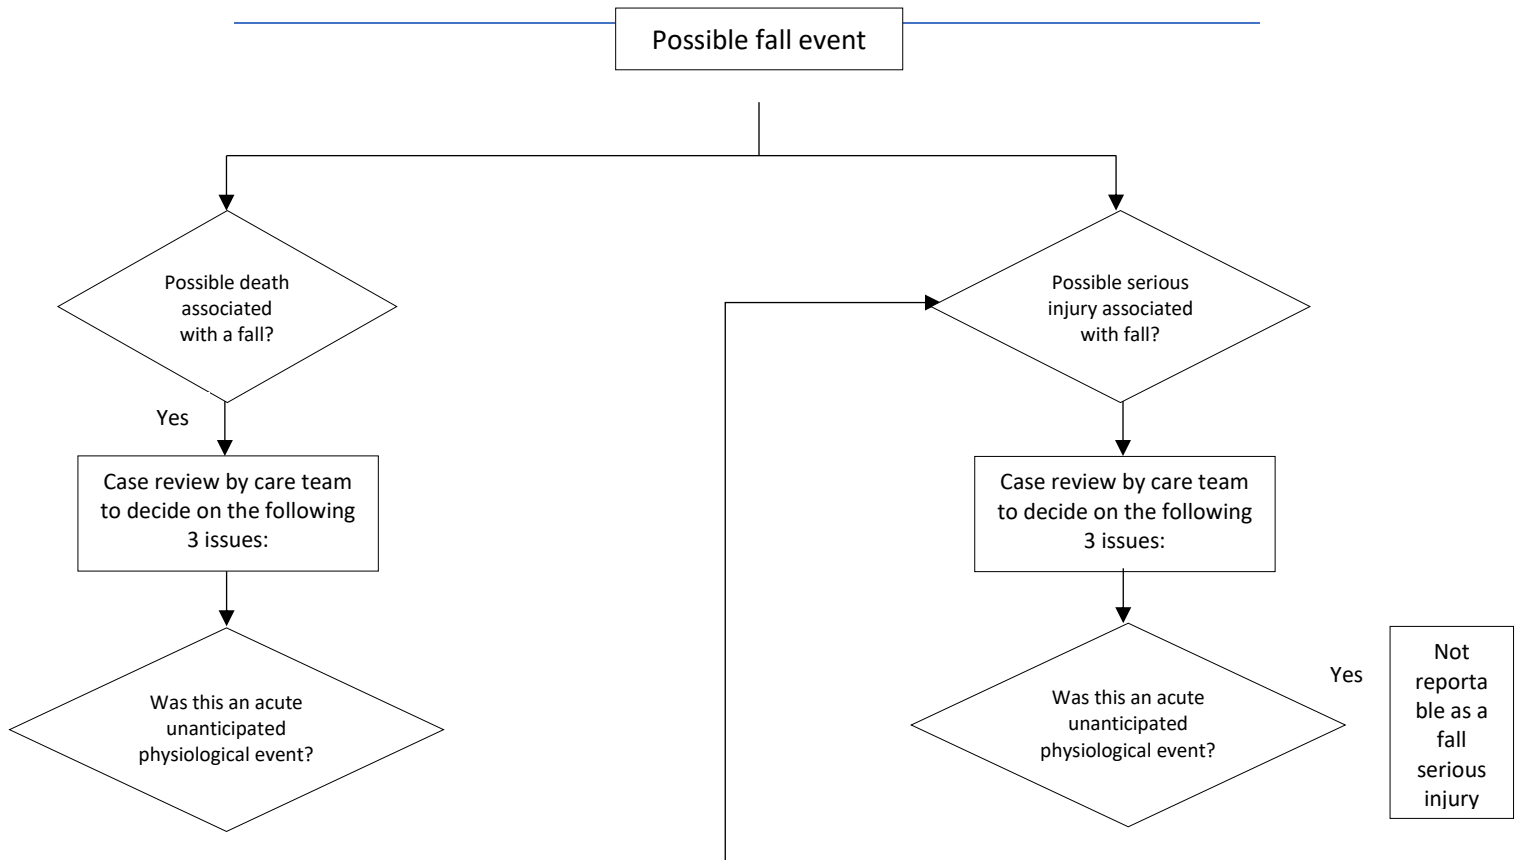 Possible fall event
Possible death
associated
with a fall?
Possible serious
injury associated
with fall?
Yes
Case review by care team
to decide on the following
3 issues:
Case review by care team
to decide on the following
3 issues:
Was this an acute
unanticipated
physiological event?
Was this an acute
unanticipated
physiological event?
Yes
Not
reporta
ble as a
fall
serious
injury